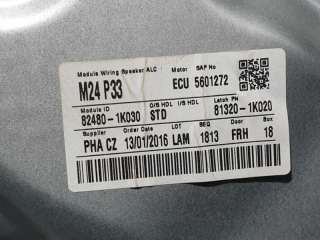 Module Wiring Speaker ALC Motor SAP No
M24 P33 ECU 5601272
Module ID O/S HDL I/S HDL Latch PN
82480-1K030 STD 81320-1K020
Supplier Order Date LOT SEQ Door Box
PHA CZ 13/01/2016 LAM 1813 FRH 18